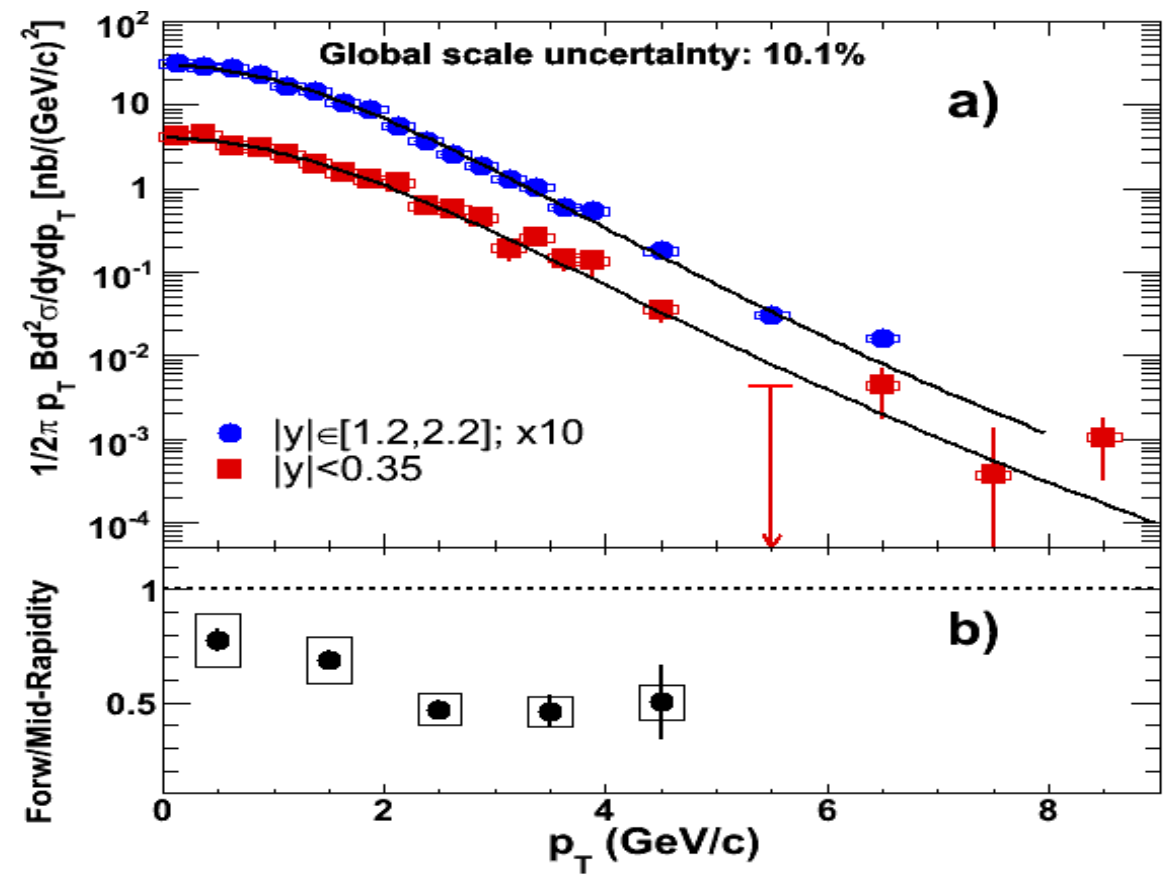 Global scale uncertainty: 10.1%
a)
1/2π p_T Bd²σ/dydp_T [nb/(GeV/c)²]
10²
10
1
10⁻¹
10⁻²
10⁻³
10⁻⁴
|y|∈[1.2,2.2]; x10
|y|<0.35
b)
Forw/Mid-Rapidity
1
0.5
0 2 4 6 8
p_T (GeV/c)